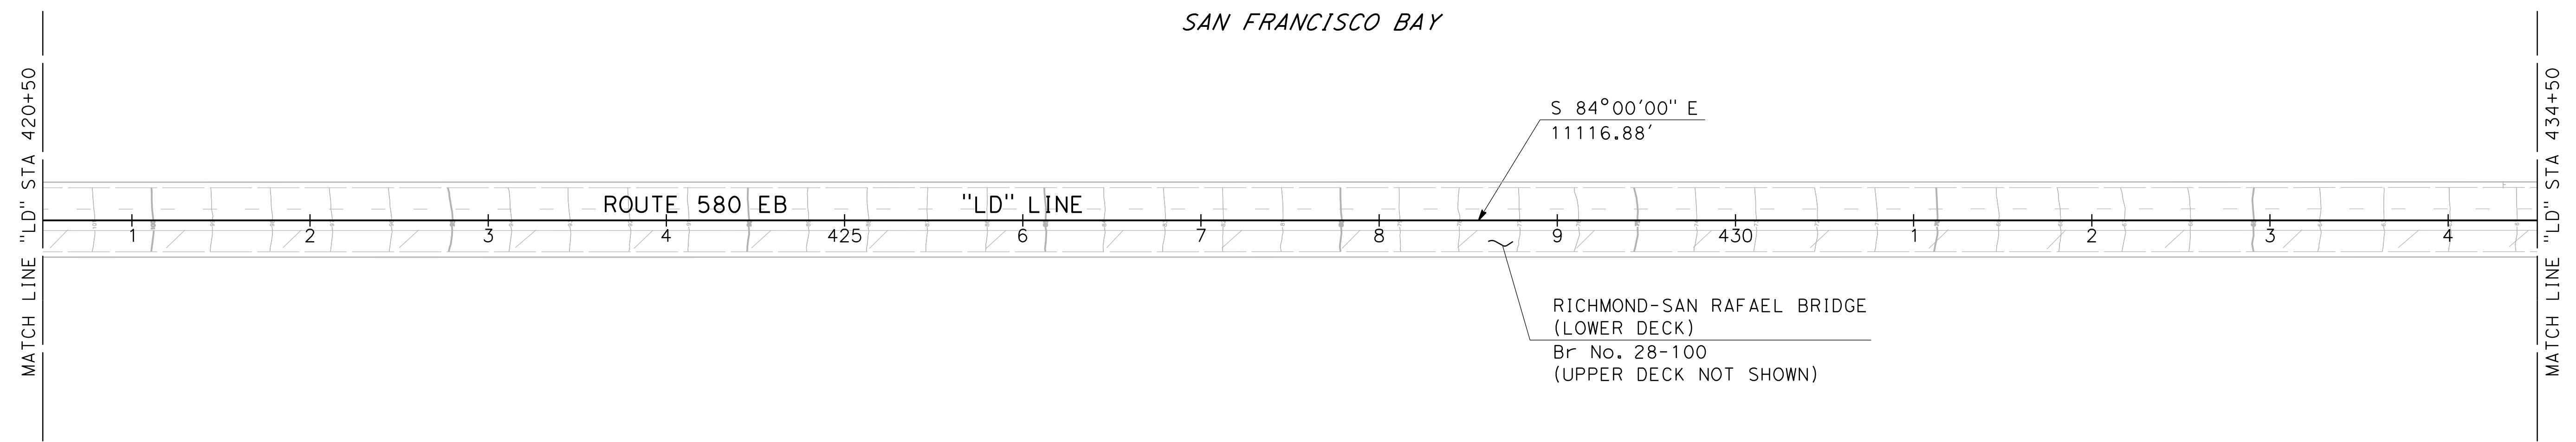 SAN FRANCISCO BAY
MATCH LINE "LD" STA 420+50
S 84°00'00" E
11116.88'
ROUTE 580 EB
"LD" LINE
1 2 3 4 425 6 7 8 9 430 1 2 3 4
RICHMOND-SAN RAFAEL BRIDGE
(LOWER DECK)
Br No. 28-100
(UPPER DECK NOT SHOWN)
MATCH LINE "LD" STA 434+50